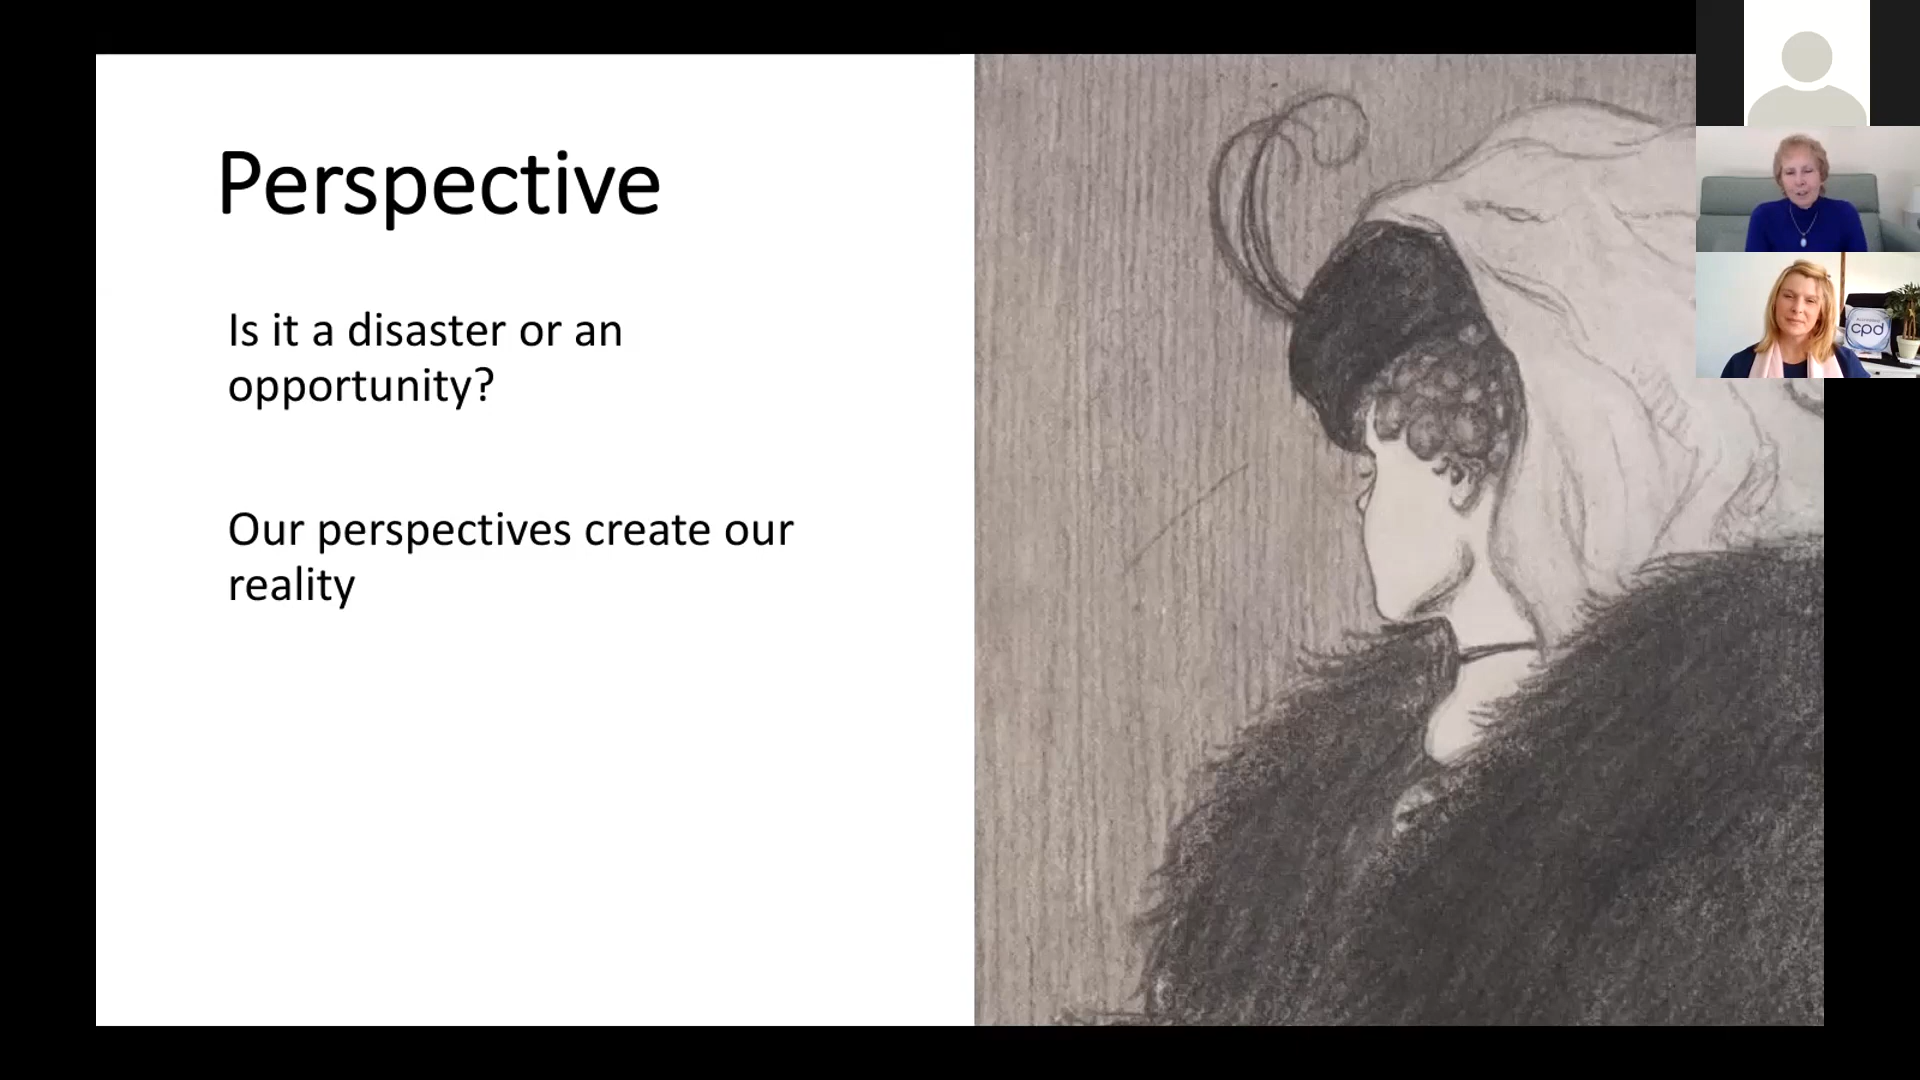 Perspective
Is it a disaster or an
opportunity?
Our perspectives create our
reality
cpd